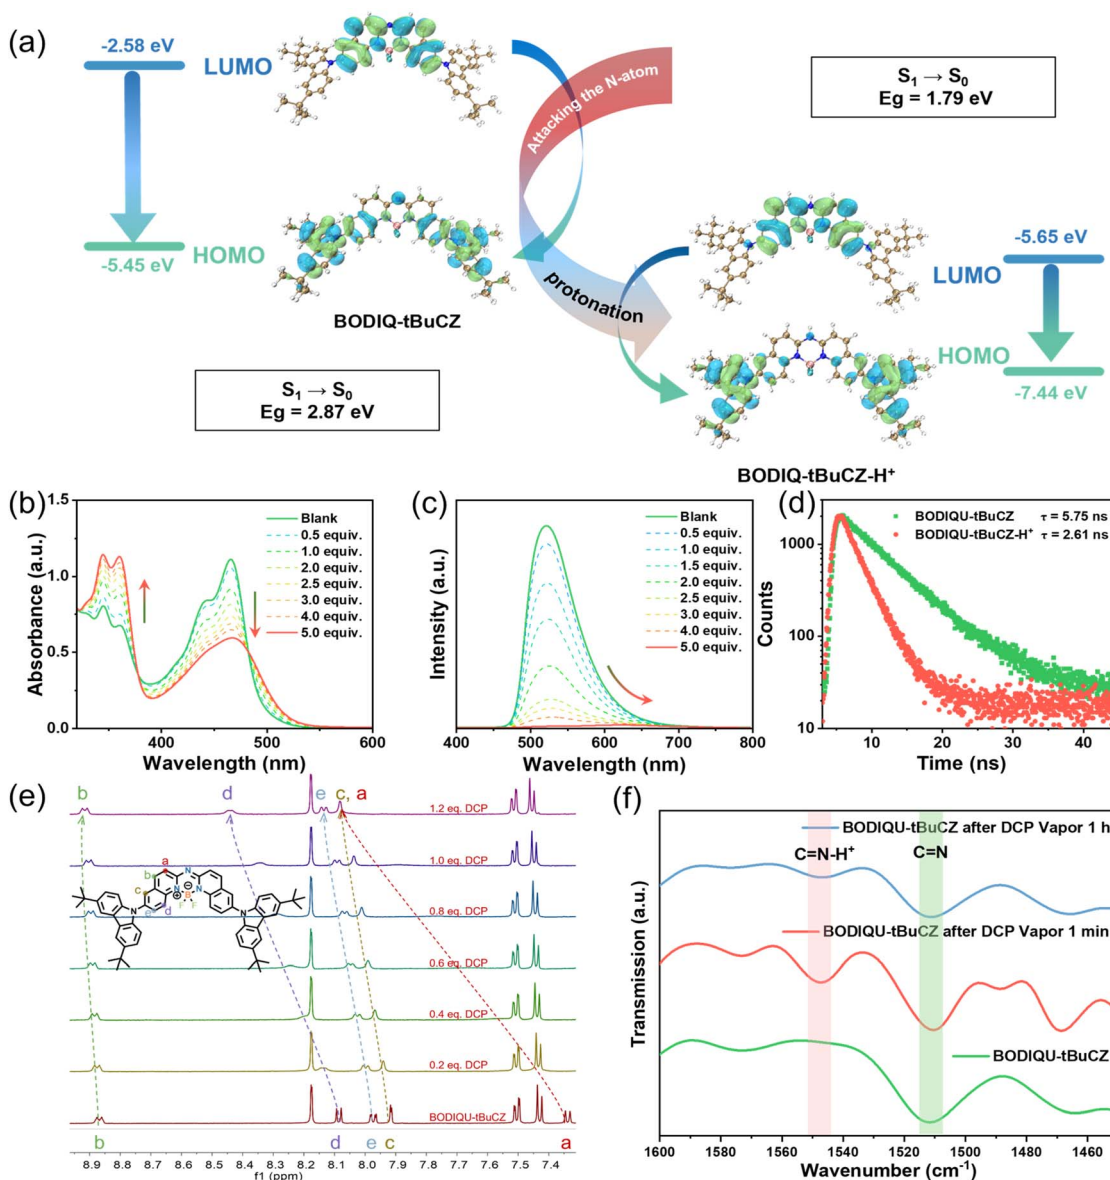 (a)
-2.58 eV
LUMO
-5.45 eV
HOMO
BODIQ-tBuCZ
S₁ → S₀
Eg = 2.87 eV
Attacking the N-atom
protonation
S₁ → S₀
Eg = 1.79 eV
-5.65 eV
LUMO
HOMO
-7.44 eV
BODIQ-tBuCZ-H⁺
(b)
Absorbance (a.u.)
1.5
1.0
0.5
0.0
400
500
600
Wavelength (nm)
Blank
0.5 equiv.
1.0 equiv.
2.0 equiv.
2.5 equiv.
3.0 equiv.
4.0 equiv.
5.0 equiv.
(c)
Intensity (a.u.)
400
500
600
700
800
Wavelength (nm)
Blank
0.5 equiv.
1.0 equiv.
1.5 equiv.
2.0 equiv.
2.5 equiv.
3.0 equiv.
4.0 equiv.
5.0 equiv.
(d)
Counts
1000
100
10
10
20
30
40
Time (ns)
BODIQU-tBuCZ τ = 5.75 ns
BODIQU-tBuCZ-H⁺ τ = 2.61 ns
(e)
b
d
e
c, a
1.2 eq. DCP
1.0 eq. DCP
0.8 eq. DCP
0.6 eq. DCP
0.4 eq. DCP
0.2 eq. DCP
BODIQU-tBuCZ
a
b
c
d
e
N
N
N
B
F
F
N
N
b
d
e
c
a
8.9
8.8
8.7
8.6
8.5
8.4
8.3
8.2
8.1
8.0
7.9
7.8
7.7
7.6
7.5
7.4
f1 (ppm)
(f)
Transmission (a.u.)
BODIQU-tBuCZ after DCP Vapor 1 h
C=N-H⁺
C=N
BODIQU-tBuCZ after DCP Vapor 1 min
BODIQU-tBuCZ
1600
1580
1560
1540
1520
1500
1480
1460
Wavenumber (cm⁻¹)